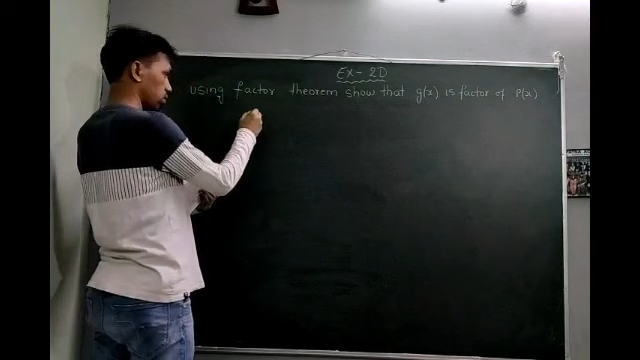 EX-2D
using factor theorem show that g(x) is factor of P(x)